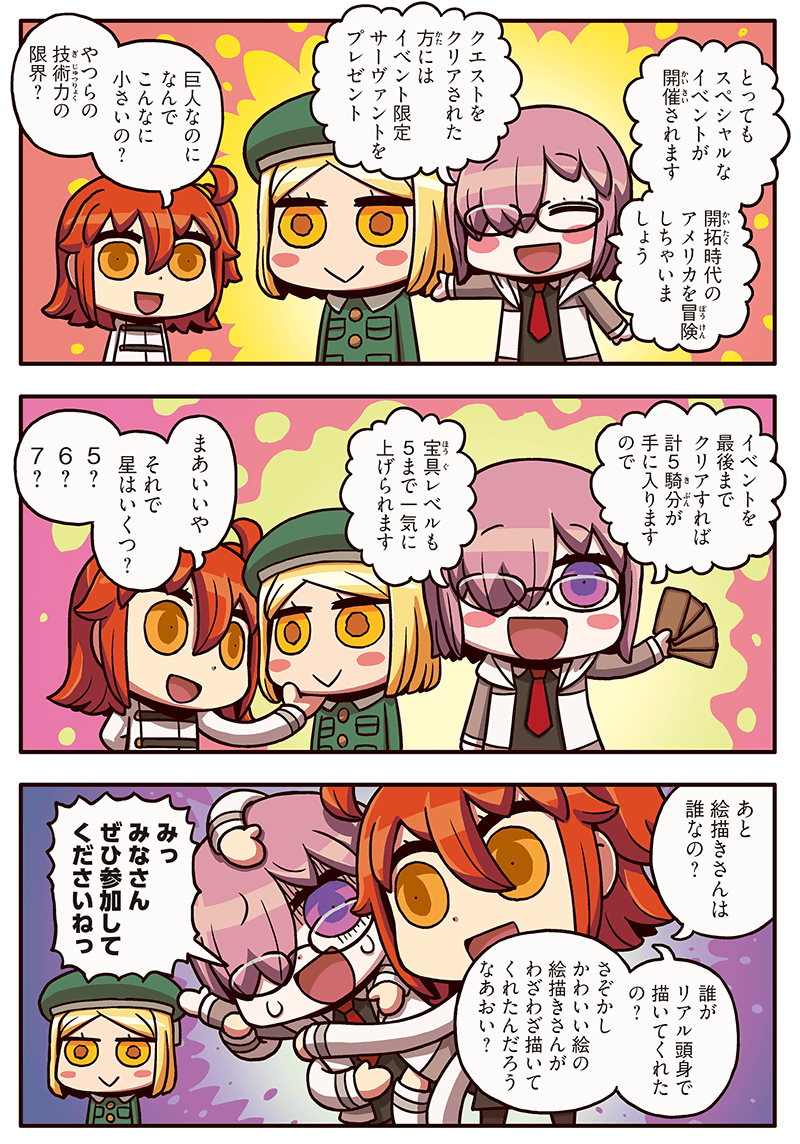 とっても
スペシャルな
イベントが
開催されます
開拓時代の
アメリカを冒険
しちゃいま
しょう
クエストを
クリアされた
方には
イベント限定
サーヴァントを
プレゼント
巨人なのに
なんで
こんなに
小さいの？
やつらの
技術力の
限界？
イベントを
最後まで
クリアすれば
計５騎分が
手に入ります
ので
宝具レベルも
５まで一気に
上げられます
まあいいや
それで
星はいくつ？
５？
６？
７？
あと
絵描きさんは
誰なの？
誰が
リアル頭身で
描いてくれた
の？
さぞかし
かわいい絵の
絵描きさんが
わざわざ描いて
くれたんだろう
なあおい？
みっ
みなさん
ぜひ参加して
くださいねっ